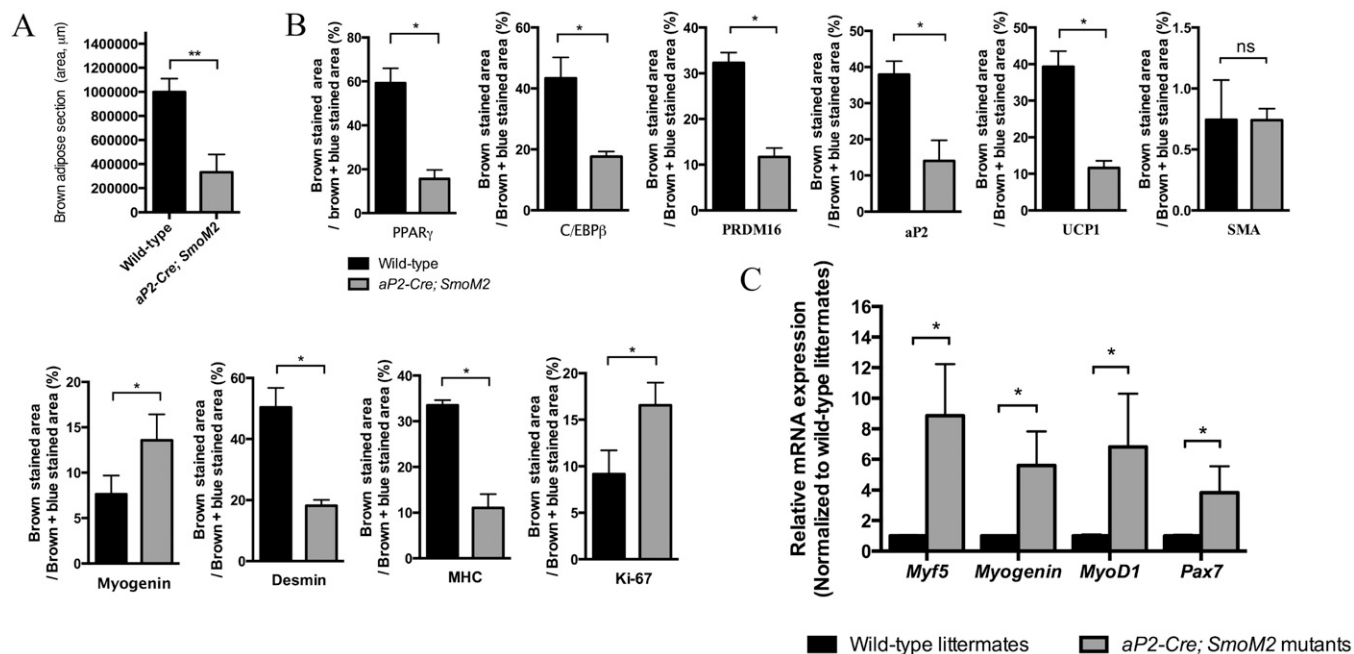 A
Brown adipose section (area, μm)
1400000
1200000
1000000
800000
600000
400000
200000
0
**
Wild-type
aP2-Cre; SmoM2
B
Brown stained area
/ Brown + blue stained area (%)
80
60
40
20
0
*
PPARγ
Brown stained area
/ Brown + blue stained area (%)
60
40
20
0
*
C/EBPβ
Brown stained area
/ Brown + blue stained area (%)
40
30
20
10
0
*
PRDM16
Brown stained area
/ Brown + blue stained area (%)
50
40
30
20
10
0
*
aP2
Brown stained area
/ Brown + blue stained area (%)
50
40
30
20
10
0
*
UCP1
Brown stained area
/ Brown + blue stained area (%)
1.5
1.0
0.5
0.0
ns
SMA
Wild-type
aP2-Cre; SmoM2
Brown stained area
/ Brown + blue stained area (%)
20
15
10
5
0
*
Myogenin
Brown stained area
/ Brown + blue stained area (%)
60
40
20
0
*
Desmin
Brown stained area
/ Brown + blue stained area (%)
40
30
20
10
0
*
MHC
Brown stained area
/ Brown + blue stained area (%)
20
15
10
5
0
*
Ki-67
C
Relative mRNA expression
(Normalized to wild-type littermates)
16
14
12
10
8
6
4
2
0
*
*
*
*
Myf5 Myogenin MyoD1 Pax7
Wild-type littermates aP2-Cre; SmoM2 mutants